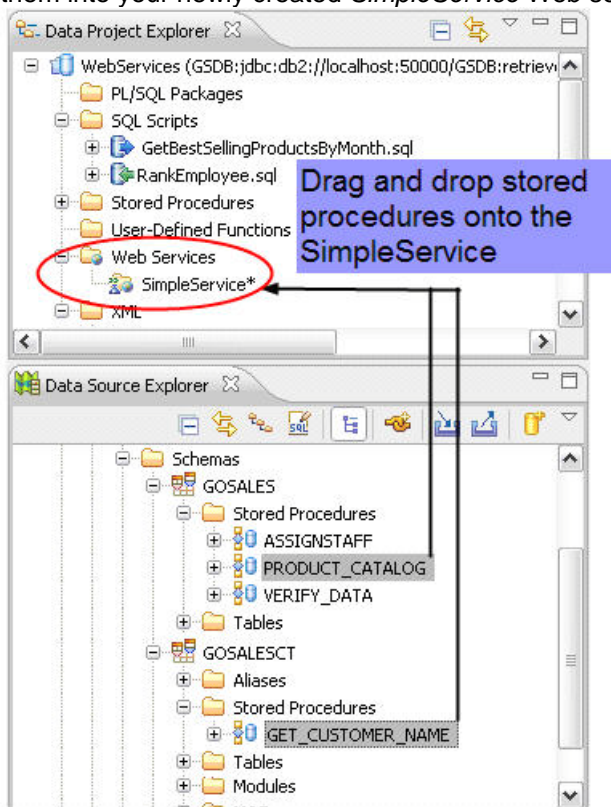 them into your newly created SimpleService Web se
Data Project Explorer
WebServices (GSDB:jdbc:db2://localhost:50000/GSDB:retriev
PL/SQL Packages
SQL Scripts
GetBestSellingProductsByMonth.sql
RankEmployee.sql
Stored Procedures
User-Defined Functions
Web Services
SimpleService*
XML
Drag and drop stored
procedures onto the
SimpleService
Data Source Explorer
SQL
Schemas
GOSALES
Stored Procedures
ASSIGNSTAFF
PRODUCT_CATALOG
VERIFY_DATA
Tables
GOSALESCT
Aliases
Stored Procedures
GET_CUSTOMER_NAME
Tables
Modules